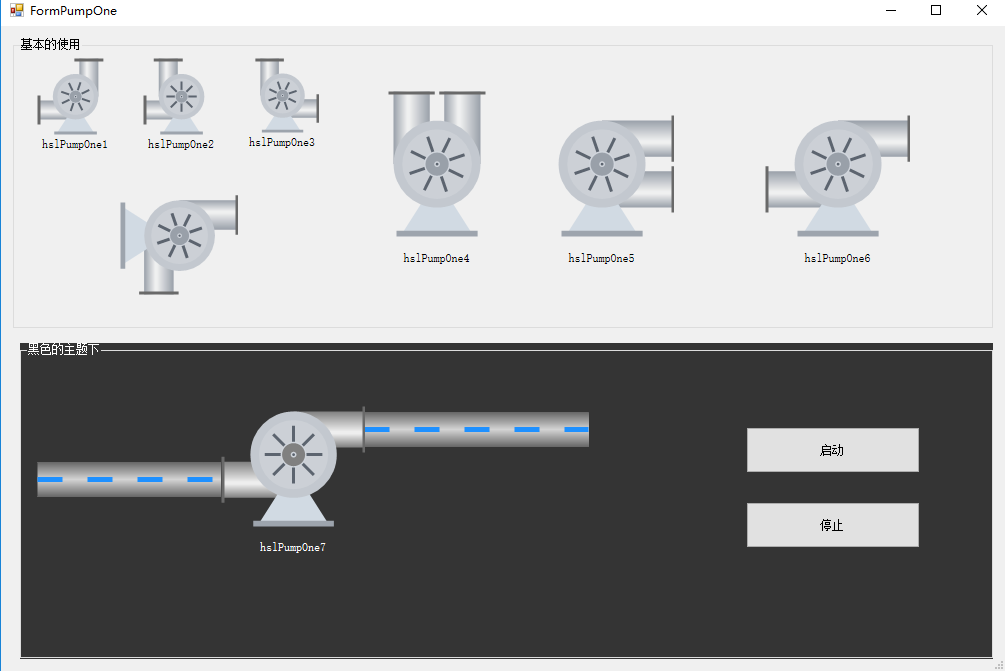 FormPumpOne
基本的使用
hslPumpOne1
hslPumpOne2
hslPumpOne3
hslPumpOne4
hslPumpOne5
hslPumpOne6
黑色的主题下
启动
停止
hslPumpOne7